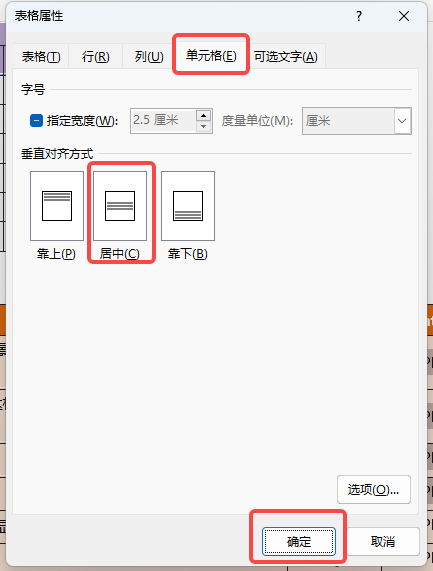 表格属性
表格(T) 行(R) 列(U) 单元格(E) 可选文字(A)
字号
指定宽度(W): 2.5 厘米 度量单位(M): 厘米
垂直对齐方式
靠上(P) 居中(C) 靠下(B)
选项(O)...
确定 取消